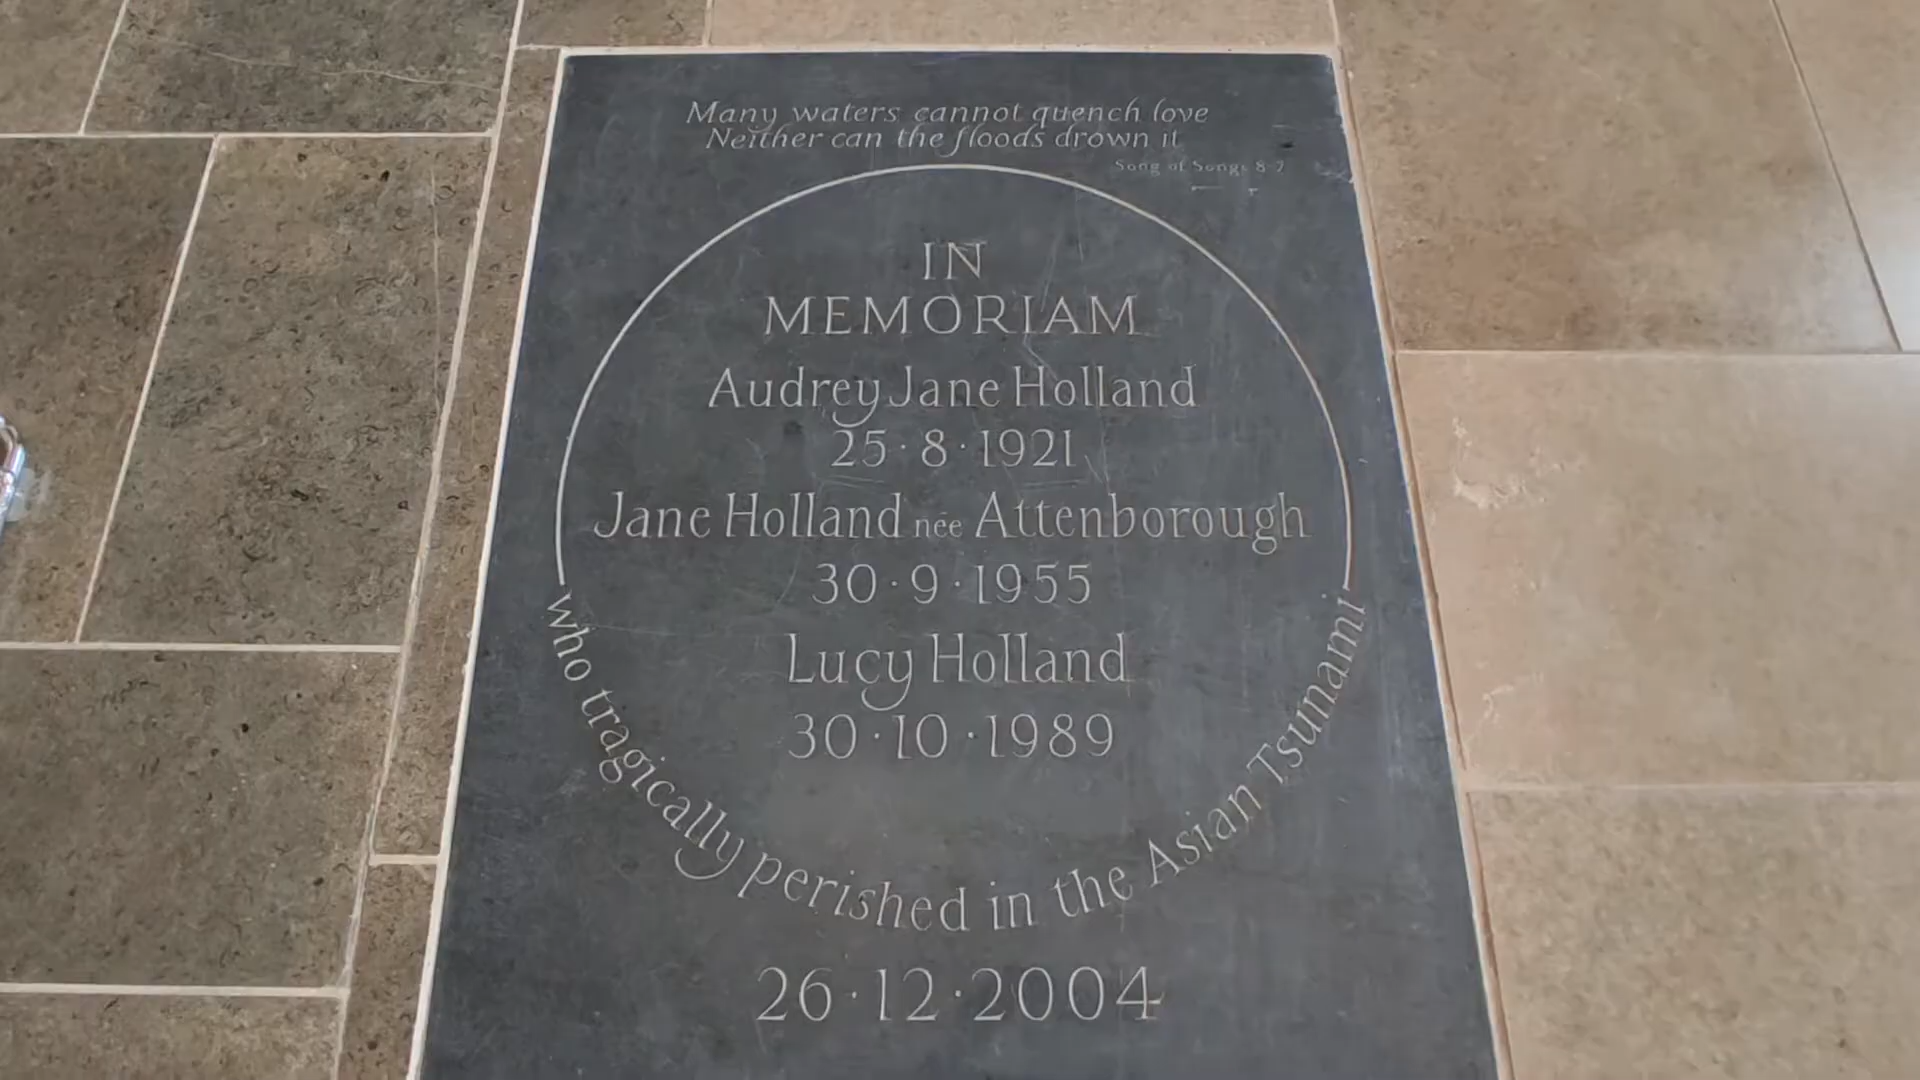 Many waters cannot quench love
Neither can the floods drown it
Song of Songs 8·7
IN
MEMORIAM
Audrey Jane Holland
25·8·1921
Jane Holland née Attenborough
30·9·1955
Lucy Holland
30·10·1989
who tragically perished in the Asian Tsunami
26·12·2004